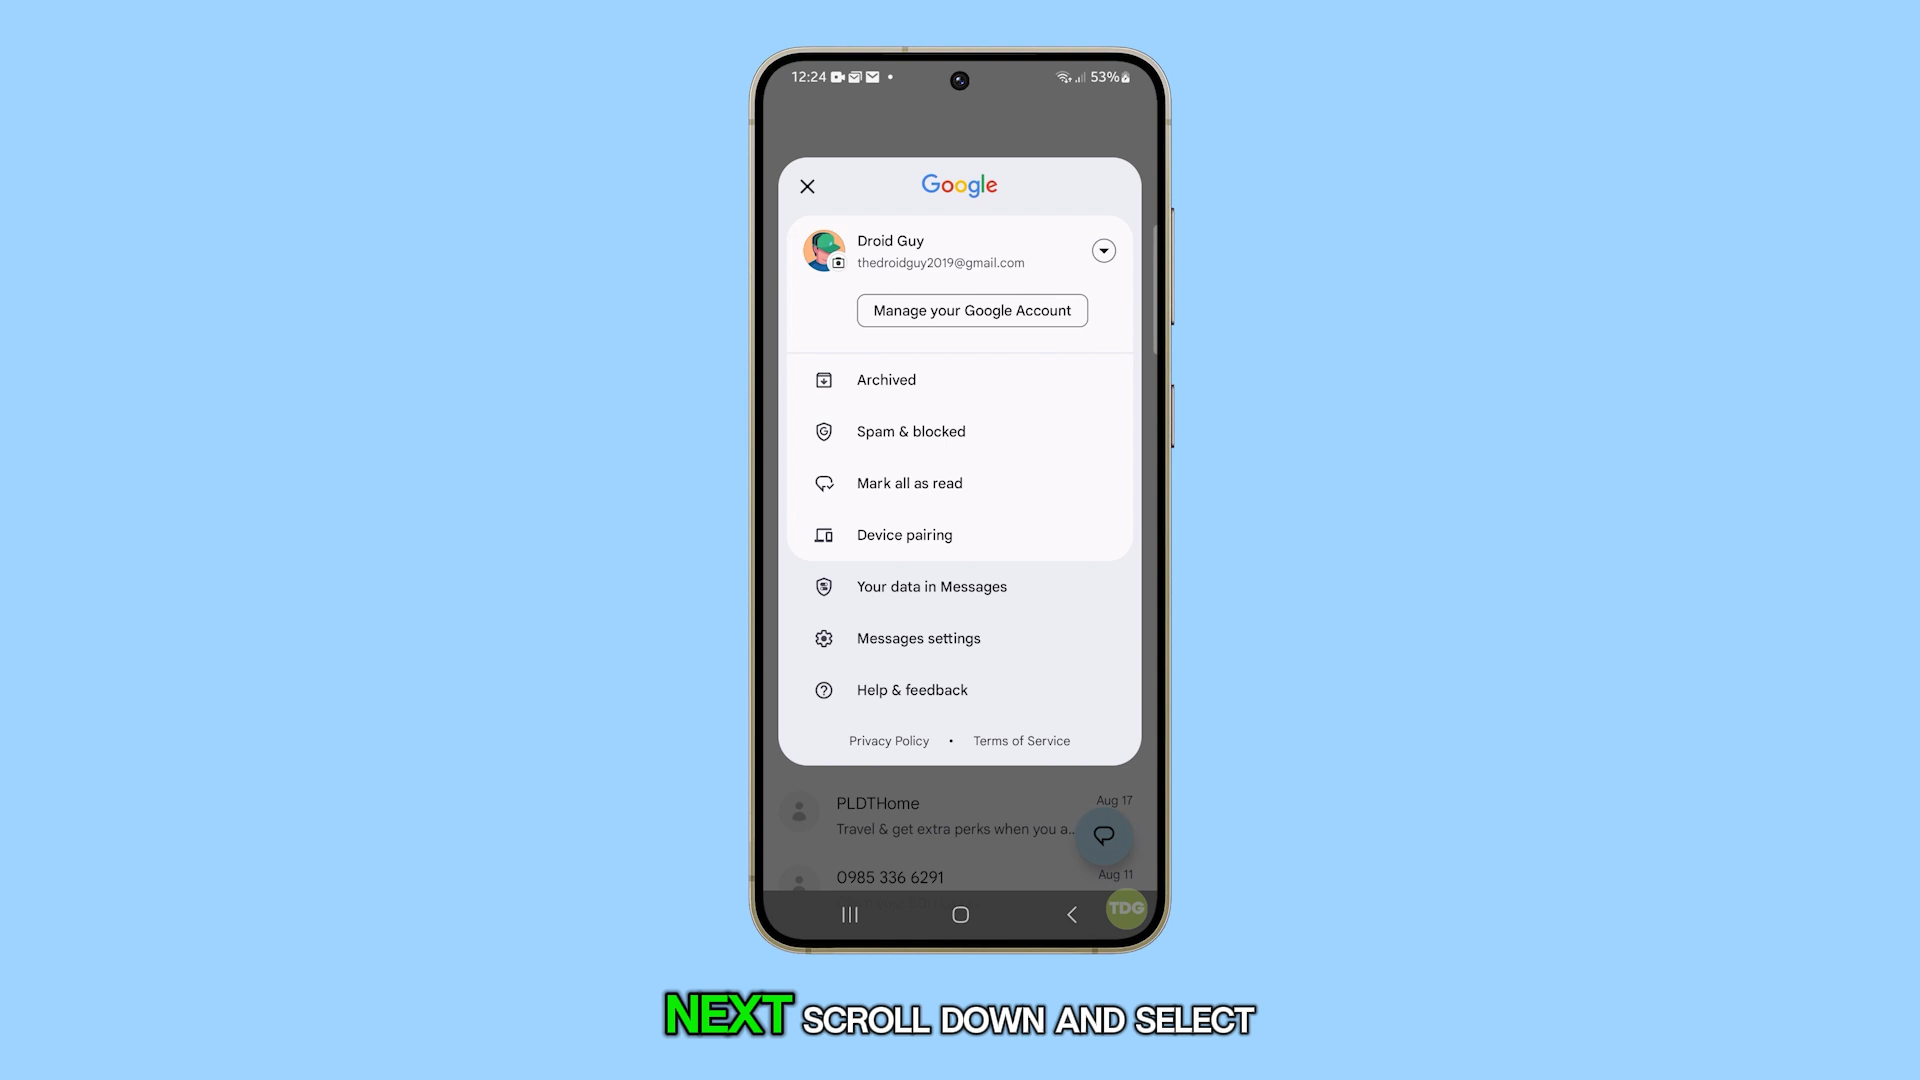 12:24
53%
Google
Droid Guy
thedroidguy2019@gmail.com
Manage your Google Account
Archived
Spam & blocked
Mark all as read
Device pairing
Your data in Messages
Messages settings
Help & feedback
Privacy Policy • Terms of Service
PLDTHome Aug 17
Travel & get extra perks when you a..
0985 336 6291 Aug 11
TDG
NEXT SCROLL DOWN AND SELECT